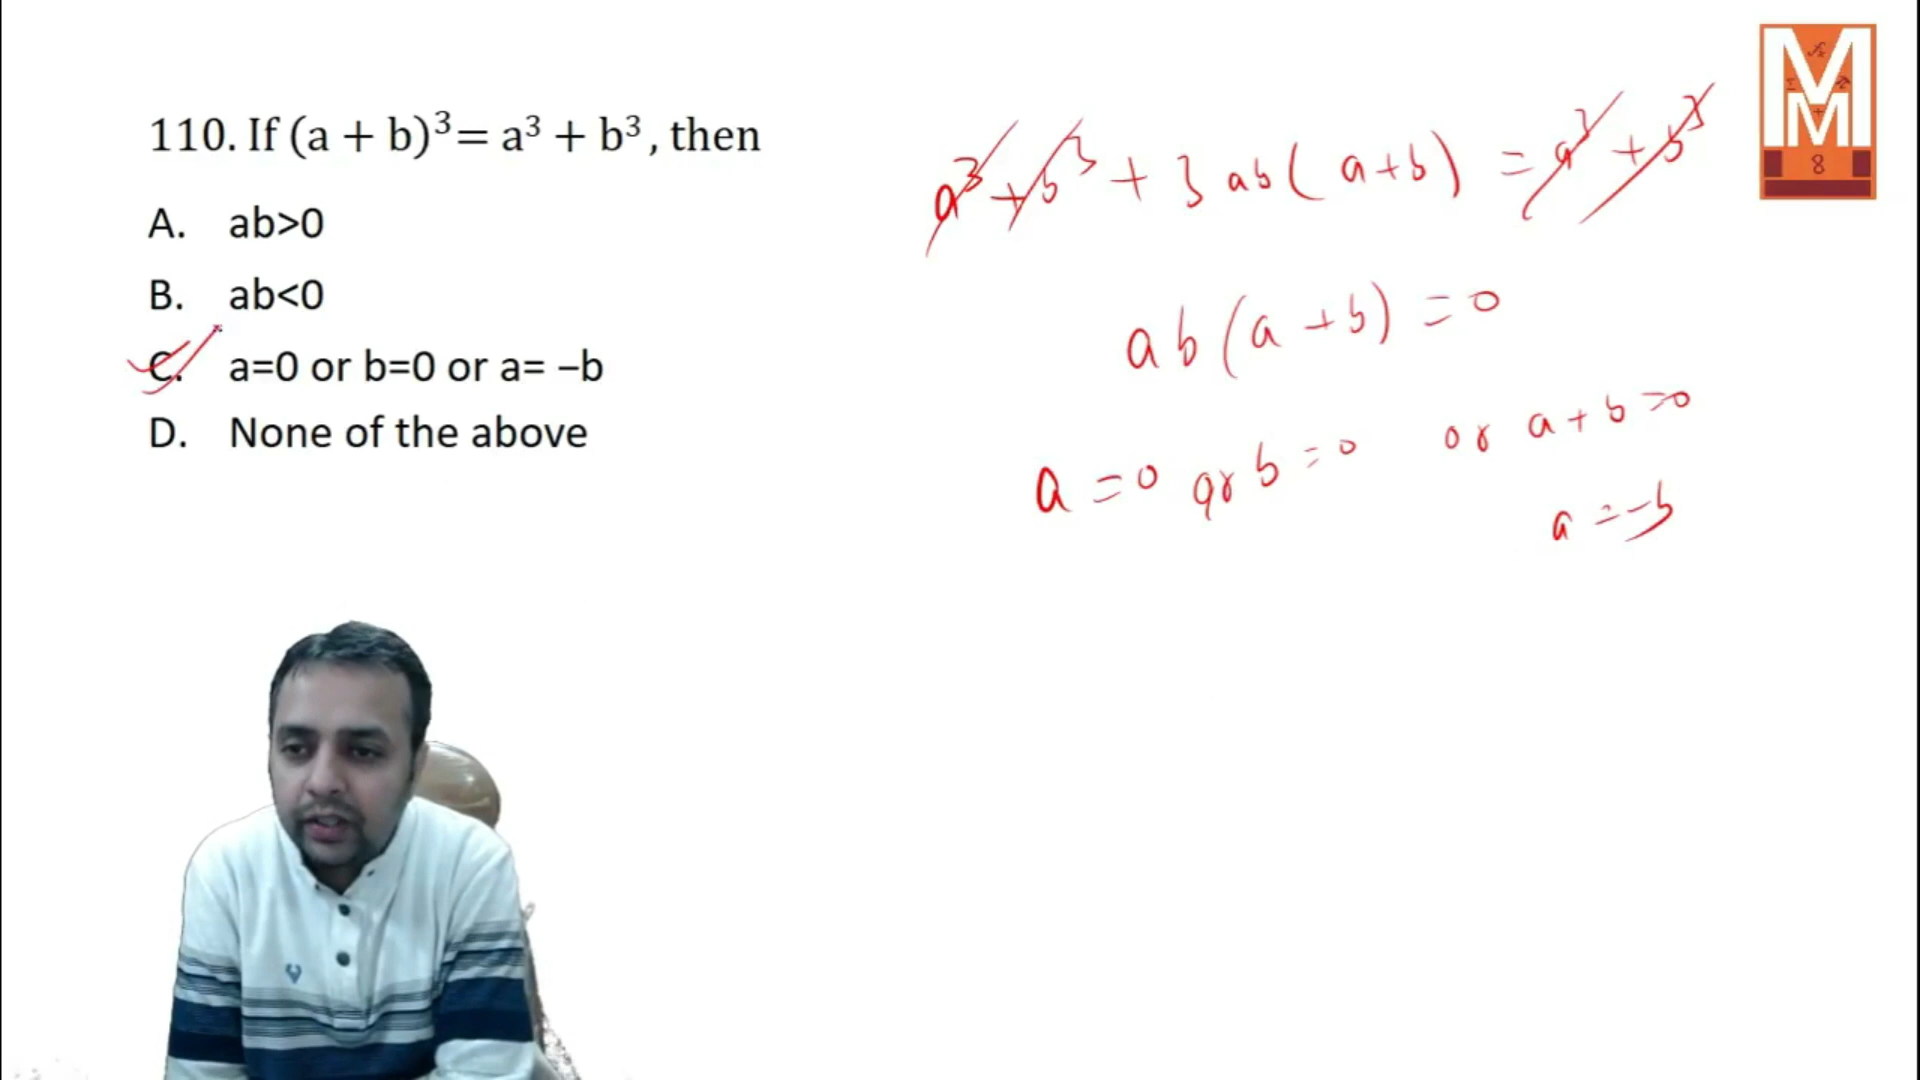 110. If (a + b)³= a³ + b³, then
A. ab>0
B. ab<0
C. a=0 or b=0 or a= −b
D. None of the above
a³ + b³ + 3ab(a+b) = a³ + b³
ab(a+b) = 0
a = 0 or b = 0 or a + b = 0
a = -b
M
M
8